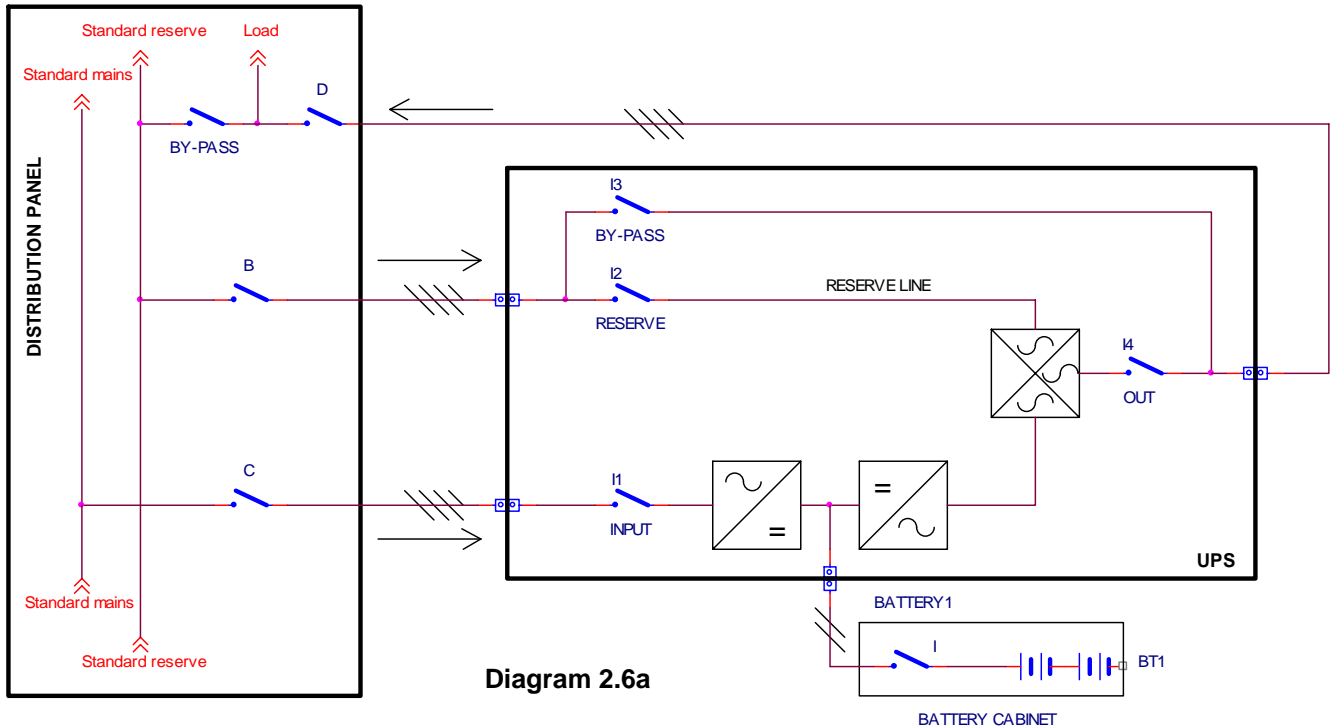 Standard reserve
Load
Standard mains
D
BY-PASS
DISTRIBUTION PANEL
I3
BY-PASS
B
I2
RESERVE LINE
RESERVE
I4
OUT
C
I1
INPUT
=
=
UPS
Standard mains
BATTERY1
Standard reserve
I
BT1
Diagram 2.6a
BATTERY CABINET